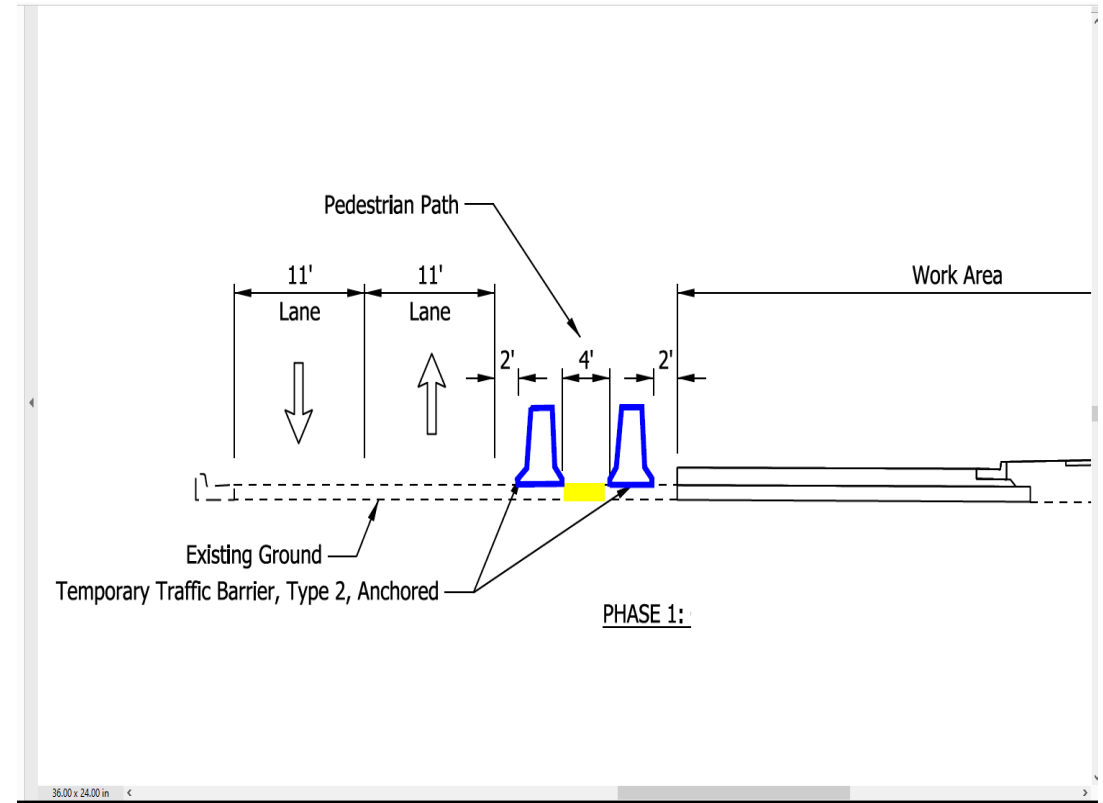 Pedestrian Path
11'
11'
Work Area
Lane
Lane
2'
4'
2'
Existing Ground
Temporary Traffic Barrier, Type 2, Anchored
PHASE 1:
36.00 x 24.00 in